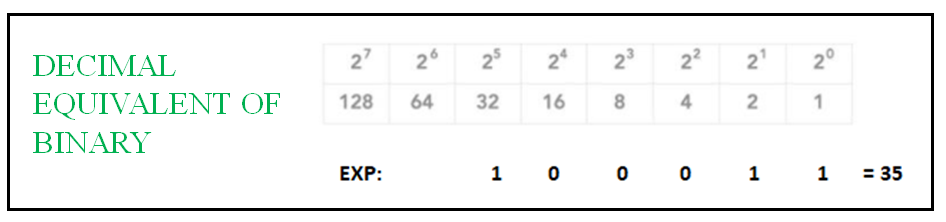 DECIMAL
EQUIVALENT OF
BINARY
2⁷ 2⁶ 2⁵ 2⁴ 2³ 2² 2¹ 2⁰
128 64 32 16 8 4 2 1
EXP: 1 0 0 0 1 1 = 35